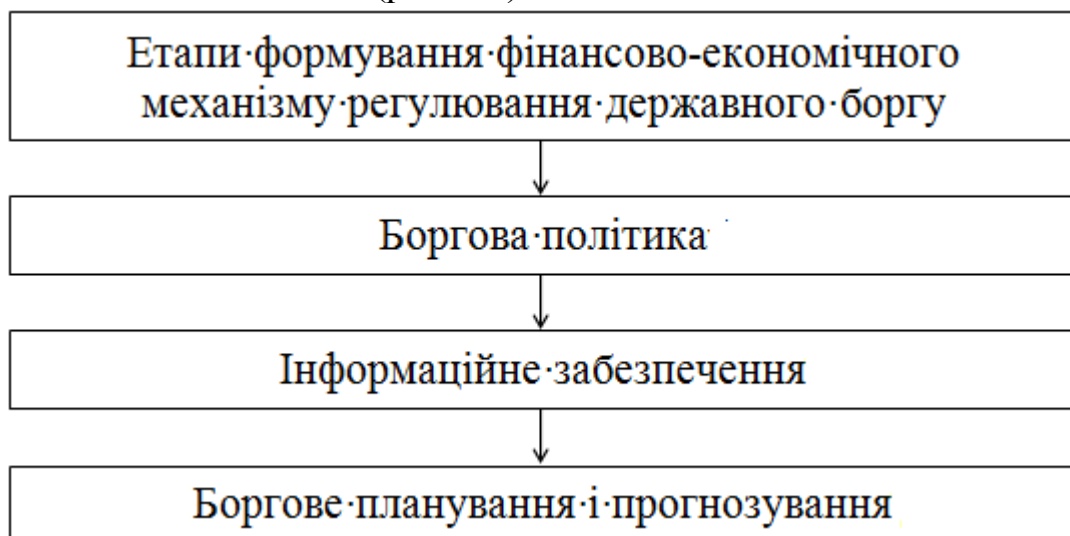 Етапи·формування·фінансово-економічного
механізму·регулювання·державного·боргу
Боргова·політика
Інформаційне·забезпечення
Боргове·планування·і·прогнозування